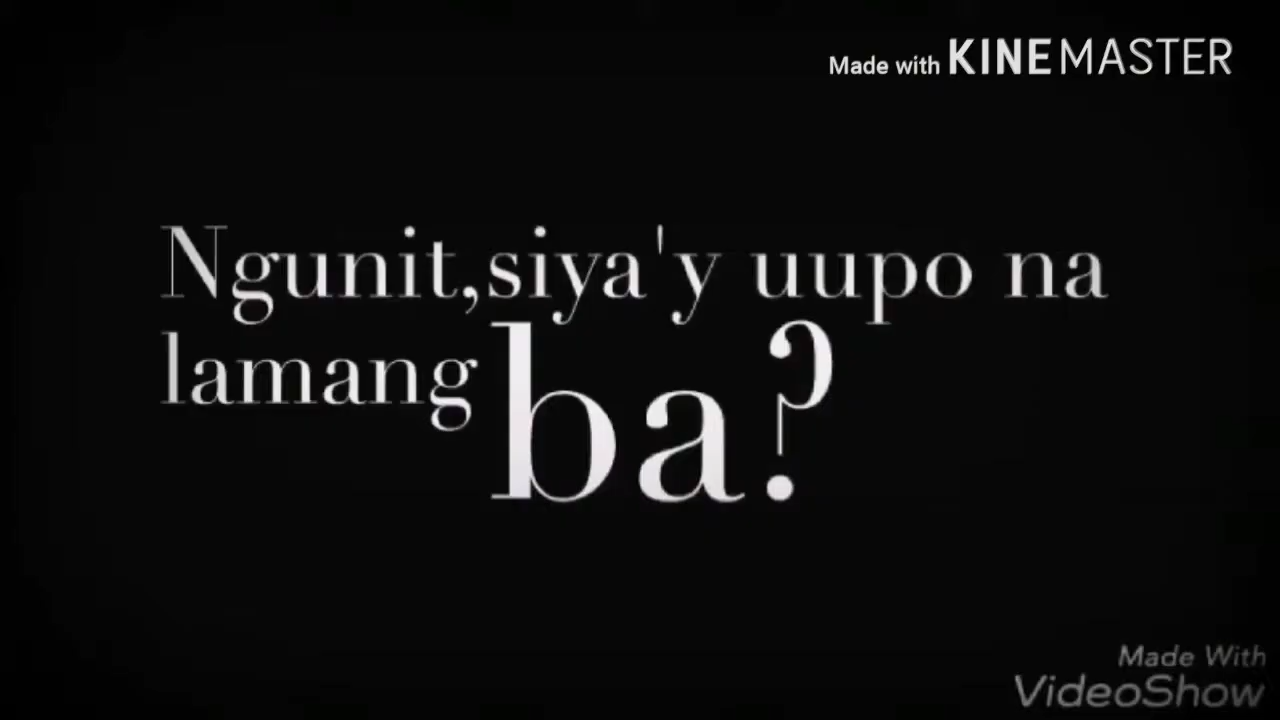 Made with KINEMASTER
Ngunit,siya'y uupo na
lamang ba?
Made With
VideoShow